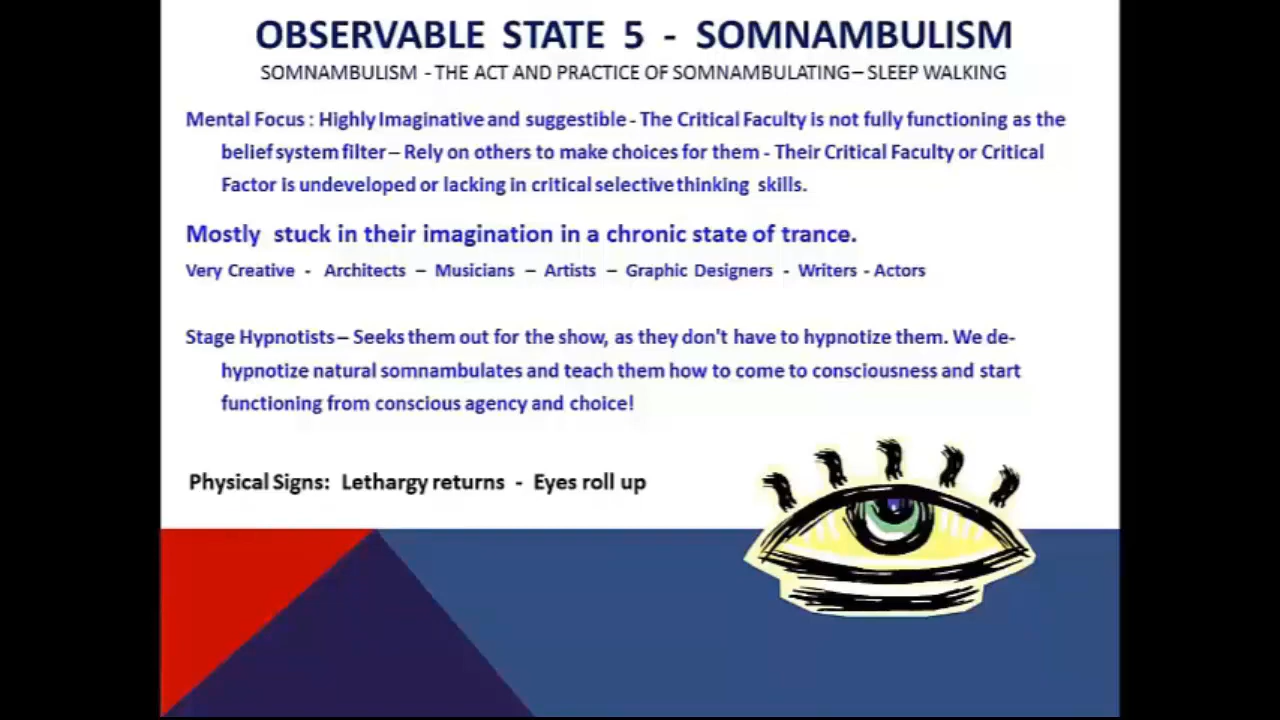 OBSERVABLE STATE 5 - SOMNAMBULISM
SOMNAMBULISM - THE ACT AND PRACTICE OF SOMNAMBULATING– SLEEP WALKING
Mental Focus : Highly Imaginative and suggestible - The Critical Faculty is not fully functioning as the
belief system filter – Rely on others to make choices for them - Their Critical Faculty or Critical
Factor is undeveloped or lacking in critical selective thinking skills.
Mostly stuck in their imagination in a chronic state of trance.
Very Creative - Architects – Musicians – Artists – Graphic Designers - Writers - Actors
Stage Hypnotists – Seeks them out for the show, as they don't have to hypnotize them. We de-
hypnotize natural somnambulates and teach them how to come to consciousness and start
functioning from conscious agency and choice!
Physical Signs: Lethargy returns - Eyes roll up